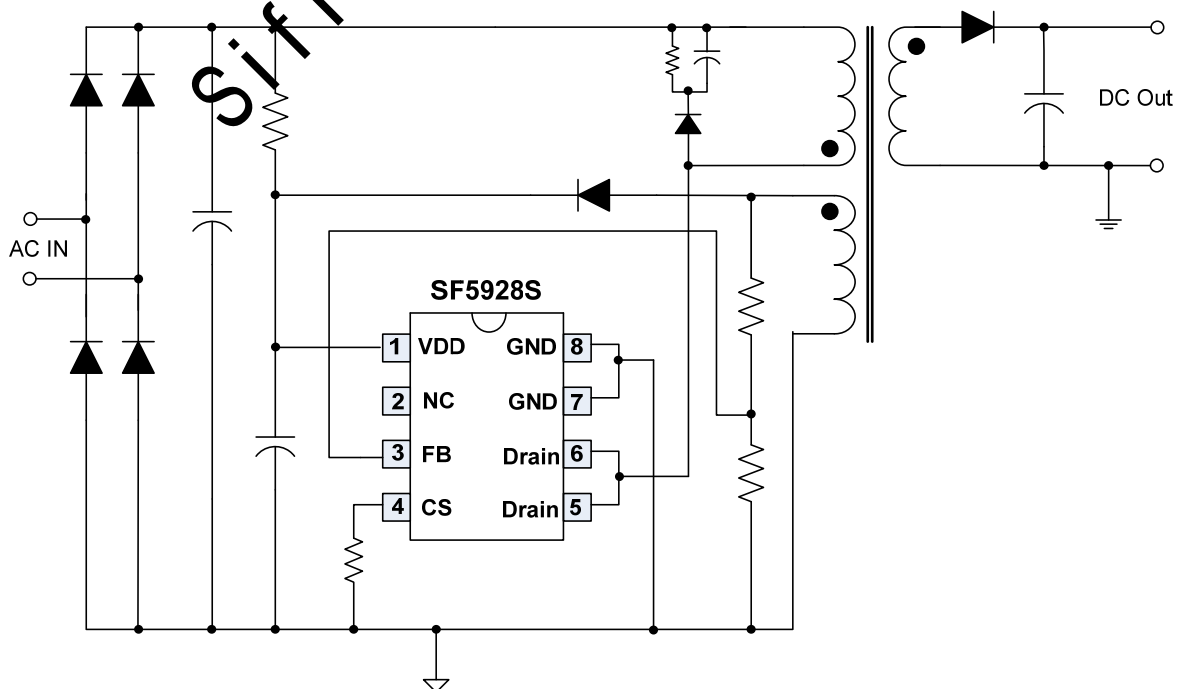 DC Out
AC IN
SF5928S
1 VDD GND 8
2 NC GND 7
3 FB Drain 6
4 CS Drain 5